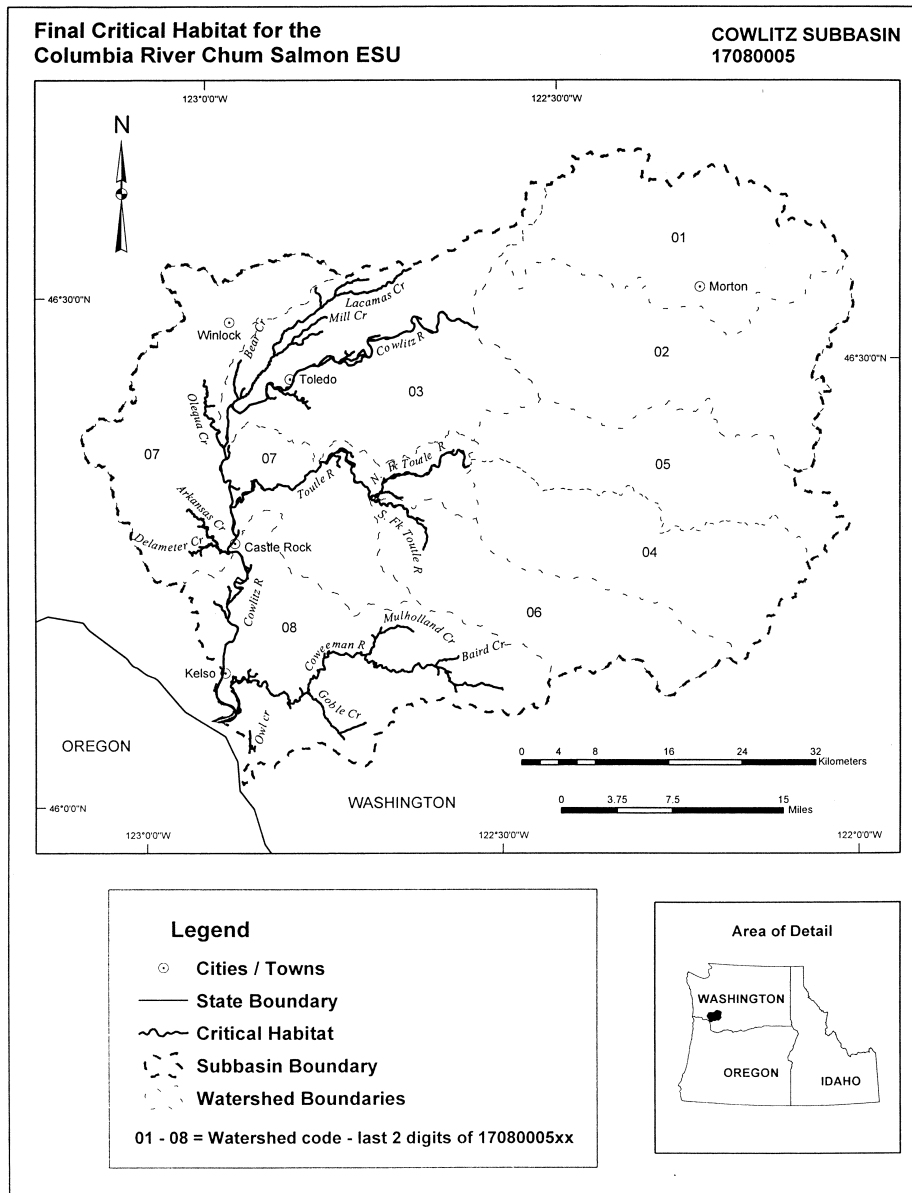 Final Critical Habitat for the
Columbia River Chum Salmon ESU
COWLITZ SUBBASIN
17080005
123°0'0"W
122°30'0"W
N
01
Morton
46°30'0"N
Lacamas Cr
Mill Cr
Winlock
Bear Cr
Cowlitz R
02
46°30'0"N
Toledo
03
Olequa Cr
07
07
Toutle R
N. Fk Toutle R
05
Arkansas Cr
S. Fk Toutle R
Delameter Cr
Castle Rock
04
Cowlitz R
08
06
Mulholland Cr
Coweeman R
Baird Cr
Kelso
Goble Cr
Owl cr
OREGON
0 4 8 16 24 32
Kilometers
WASHINGTON
46°0'0"N
0 3.75 7.5 15
Miles
123°0'0"W
122°30'0"W
122°0'0"W
Legend
Cities / Towns
State Boundary
Critical Habitat
Subbasin Boundary
Watershed Boundaries
01 - 08 = Watershed code - last 2 digits of 17080005xx
Area of Detail
WASHINGTON
OREGON
IDAHO